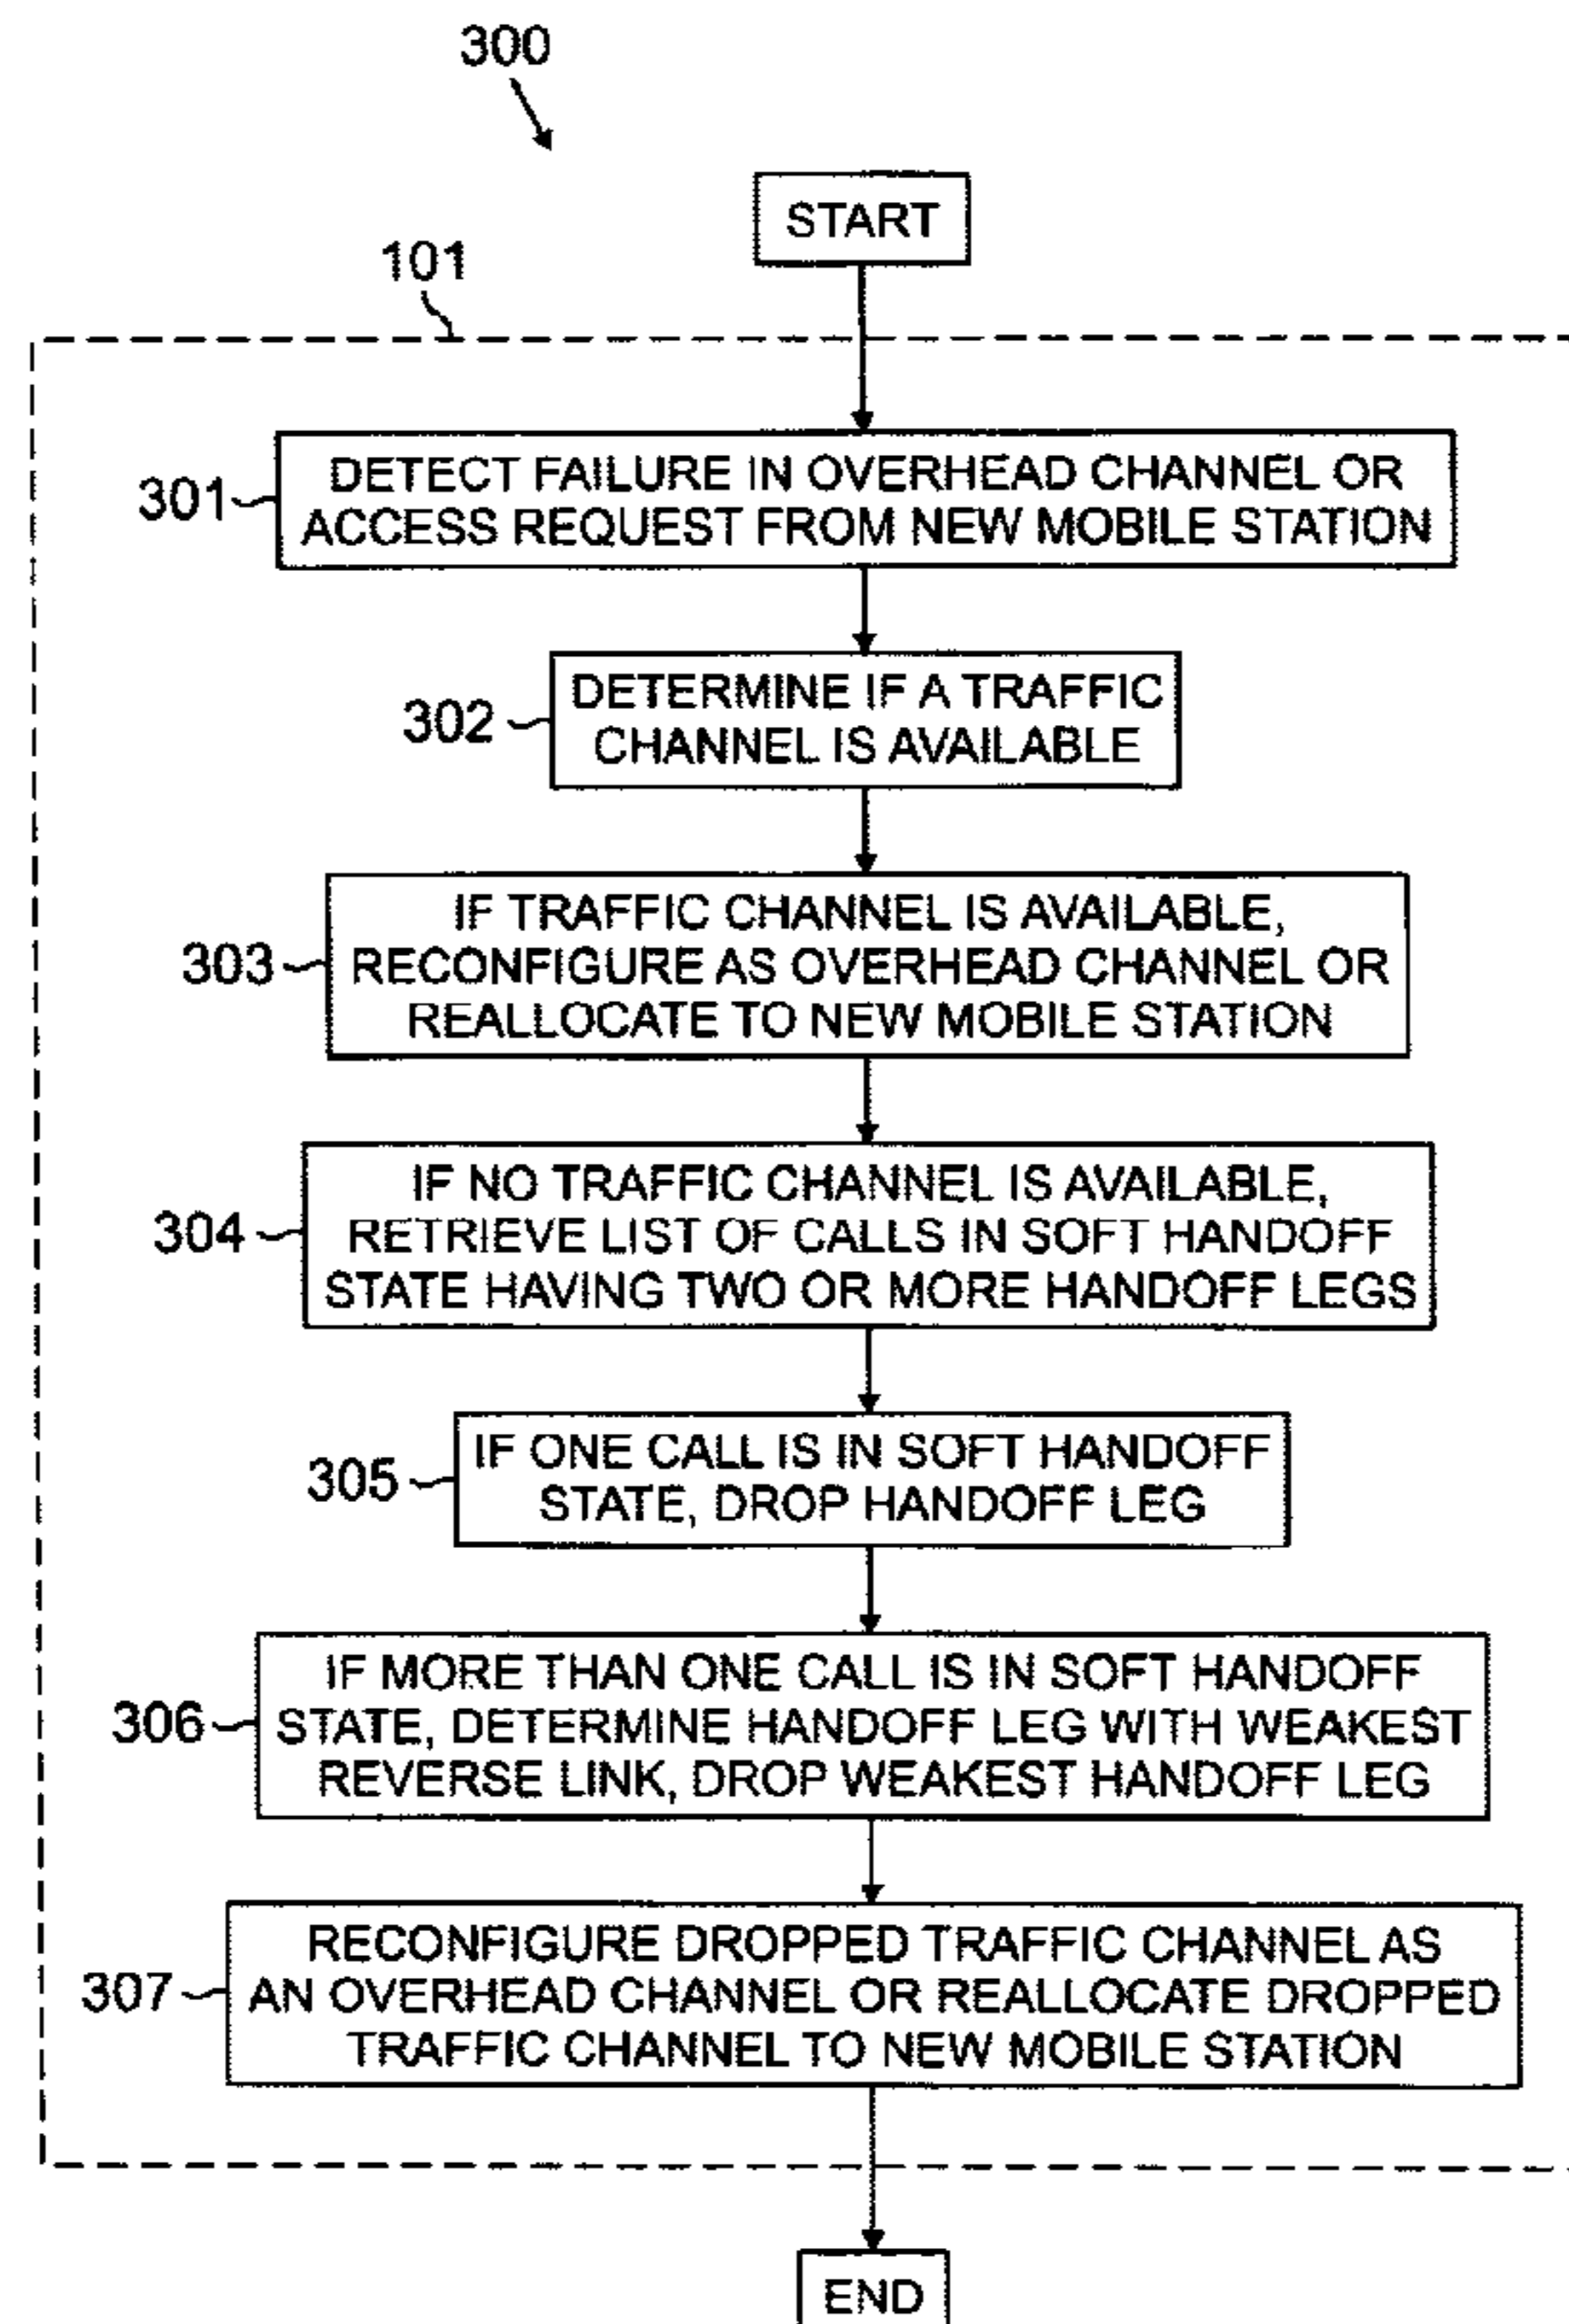 300
START
101
301
DETECT FAILURE IN OVERHEAD CHANNEL OR
ACCESS REQUEST FROM NEW MOBILE STATION
302
DETERMINE IF A TRAFFIC
CHANNEL IS AVAILABLE
303
IF TRAFFIC CHANNEL IS AVAILABLE,
RECONFIGURE AS OVERHEAD CHANNEL OR
REALLOCATE TO NEW MOBILE STATION
304
IF NO TRAFFIC CHANNEL IS AVAILABLE,
RETRIEVE LIST OF CALLS IN SOFT HANDOFF
STATE HAVING TWO OR MORE HANDOFF LEGS
305
IF ONE CALL IS IN SOFT HANDOFF
STATE, DROP HANDOFF LEG
306
IF MORE THAN ONE CALL IS IN SOFT HANDOFF
STATE, DETERMINE HANDOFF LEG WITH WEAKEST
REVERSE LINK, DROP WEAKEST HANDOFF LEG
307
RECONFIGURE DROPPED TRAFFIC CHANNEL AS
AN OVERHEAD CHANNEL OR REALLOCATE DROPPED
TRAFFIC CHANNEL TO NEW MOBILE STATION
END